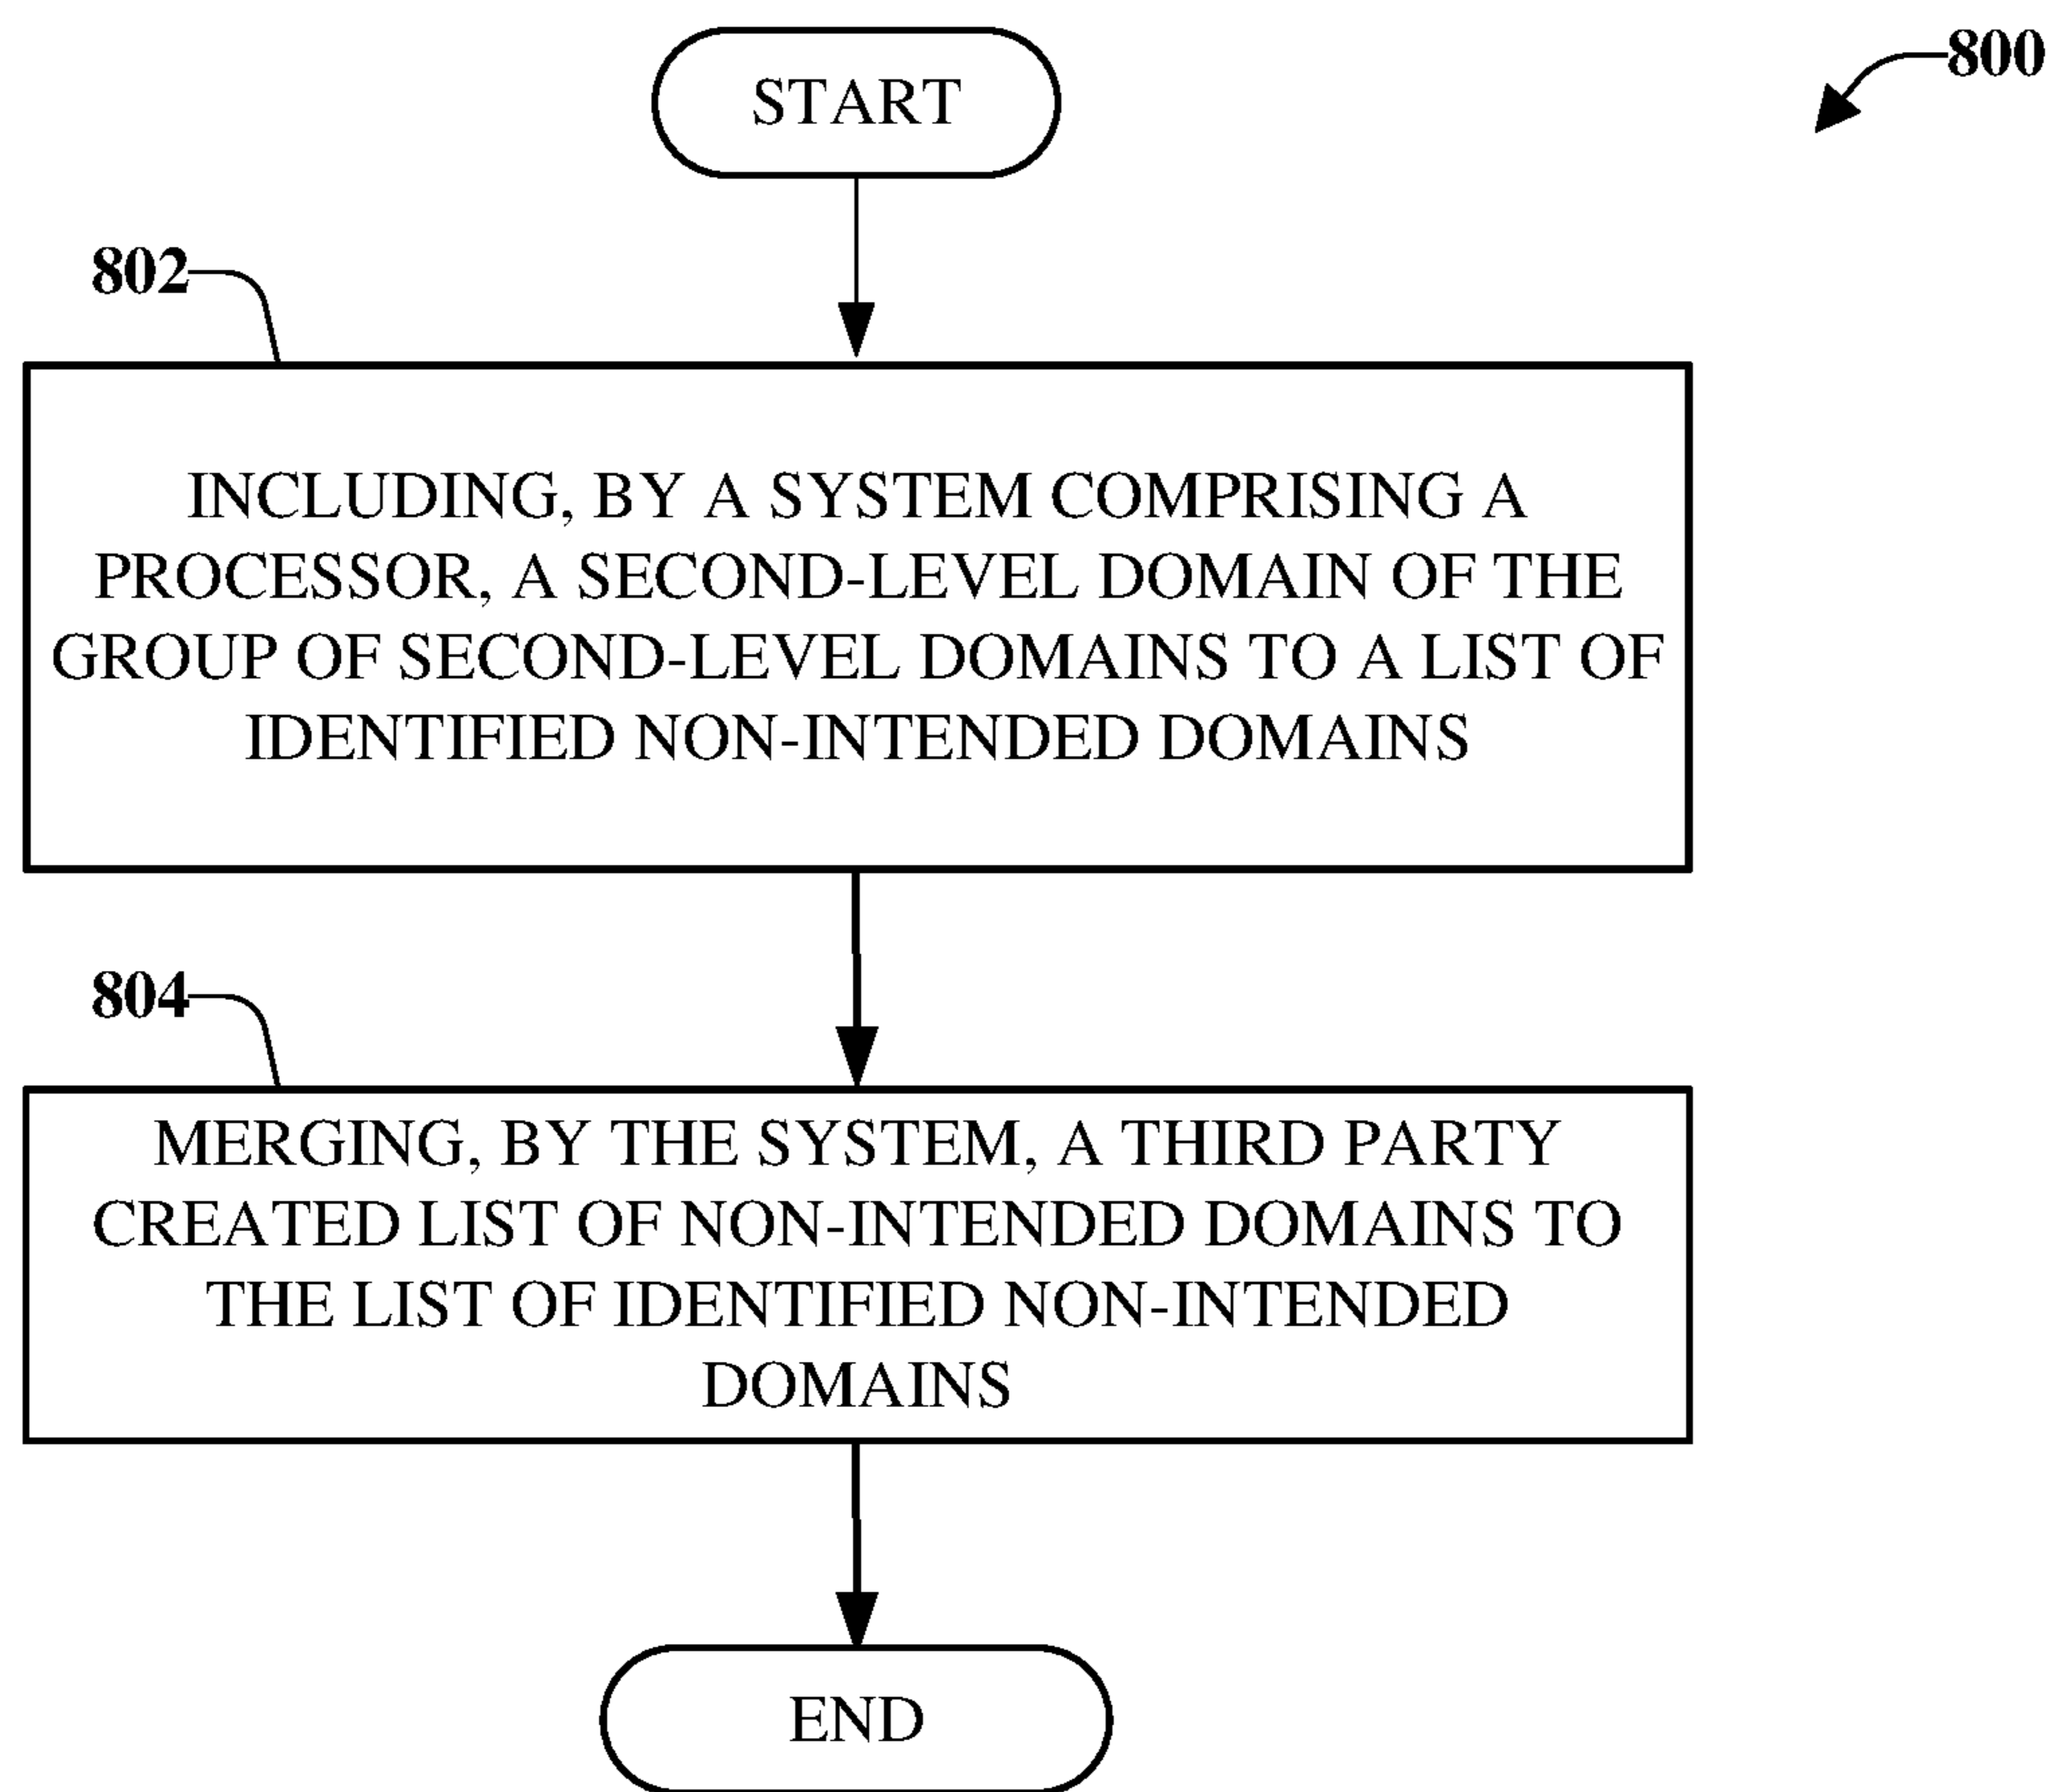 START
800
802
INCLUDING, BY A SYSTEM COMPRISING A
PROCESSOR, A SECOND-LEVEL DOMAIN OF THE
GROUP OF SECOND-LEVEL DOMAINS TO A LIST OF
IDENTIFIED NON-INTENDED DOMAINS
804
MERGING, BY THE SYSTEM, A THIRD PARTY
CREATED LIST OF NON-INTENDED DOMAINS TO
THE LIST OF IDENTIFIED NON-INTENDED
DOMAINS
END